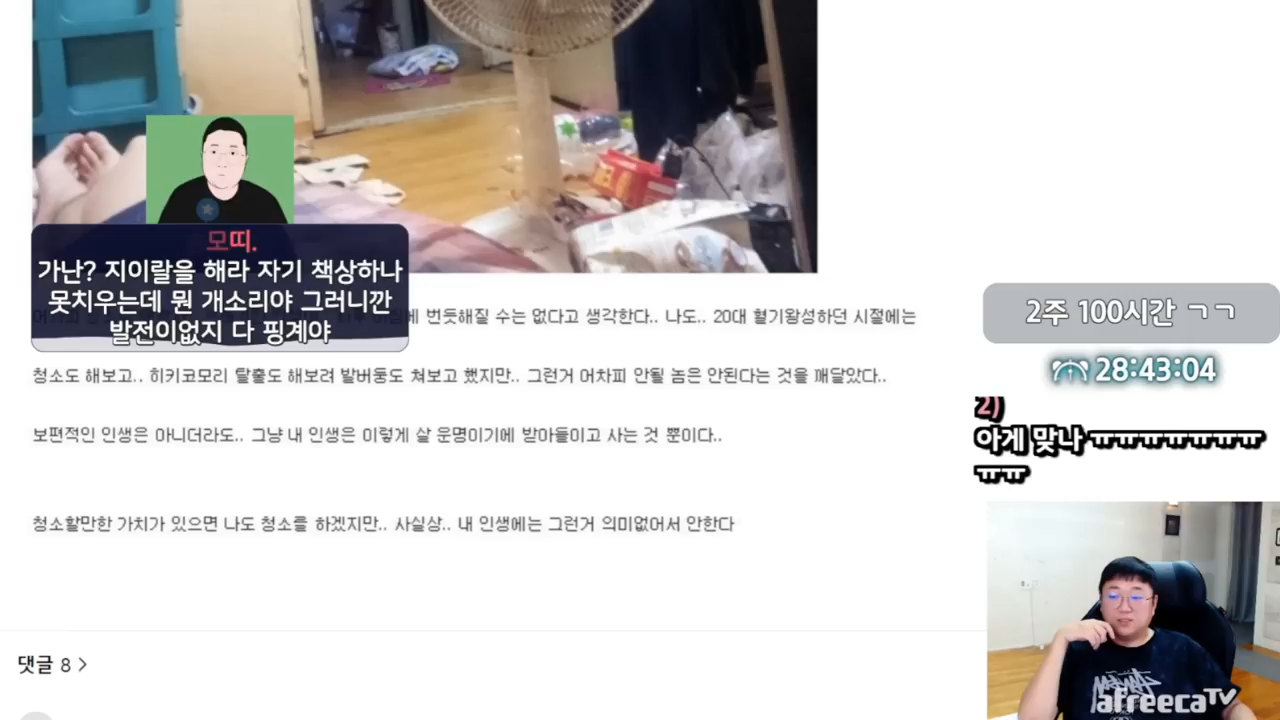 모띠.
가난? 지이랄을 해라 자기 책상하나
못치우는데 뭔 개소리야 그러니깐
발전이없지 다 핑계야
번듯해질 수는 없다고 생각한다.. 나도.. 20대 혈기왕성하던 시절에는
청소도 해보고.. 히키코모리 탈출도 해보려 발버둥도 쳐보고 했지만.. 그런거 어차피 안될 놈은 안된다는 것을 깨달았다..
보편적인 인생은 아니더라도.. 그냥 내 인생은 이렇게 살 운명이기에 받아들이고 사는 것 뿐이다..
청소할만한 가치가 있으면 나도 청소를 하겠지만.. 사실상.. 내 인생에는 그런거 의미없어서 안한다
댓글 8 >
2주 100시간 ㄱㄱ
28:43:04
2)
아게 맞나 ㅠㅠㅠㅠㅠㅠㅠ
ㅠㅠ
afreecaTV